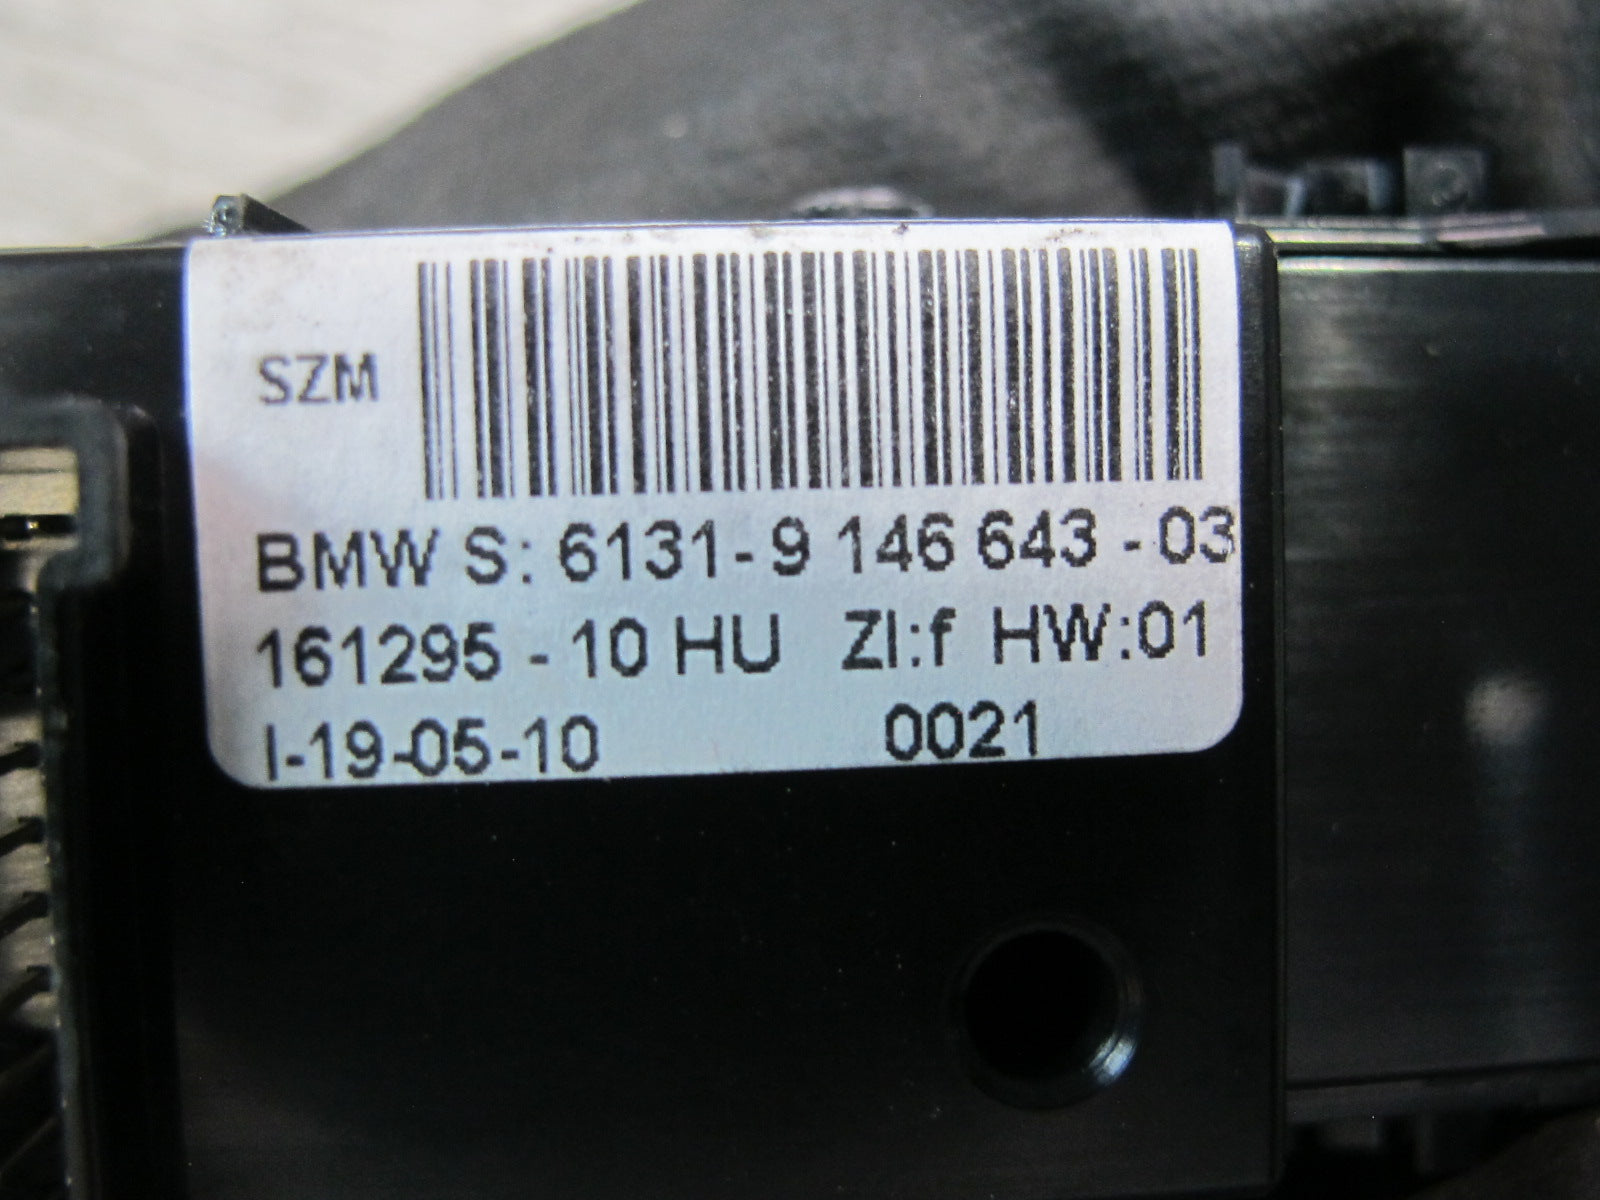 SZM
BMW S: 6131-9 146 643 - 03
161295 - 10 HU ZI:f HW:01
I-19-05-10 0021